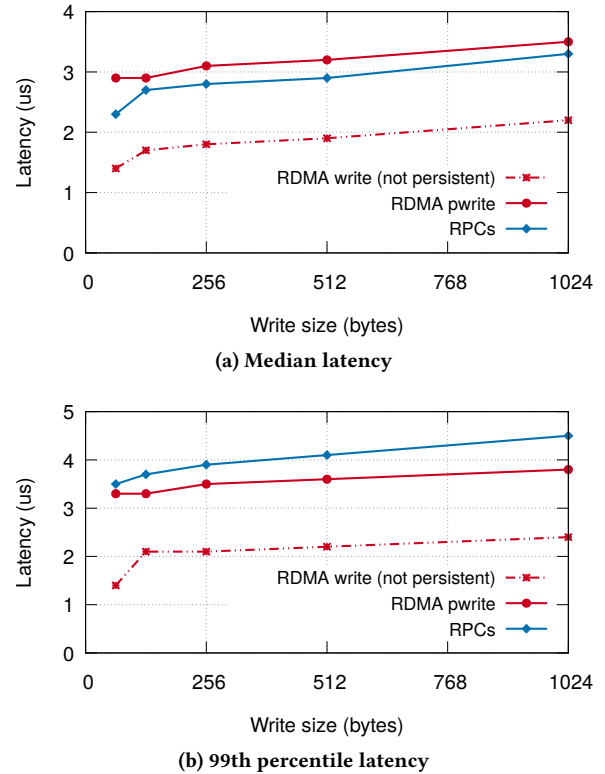 4
3
2
1
0
Latency (us)
RDMA write (not persistent)
RDMA pwrite
RPCs
0 256 512 768 1024
Write size (bytes)
(a) Median latency
5
4
3
2
1
0
Latency (us)
RDMA write (not persistent)
RDMA pwrite
RPCs
0 256 512 768 1024
Write size (bytes)
(b) 99th percentile latency